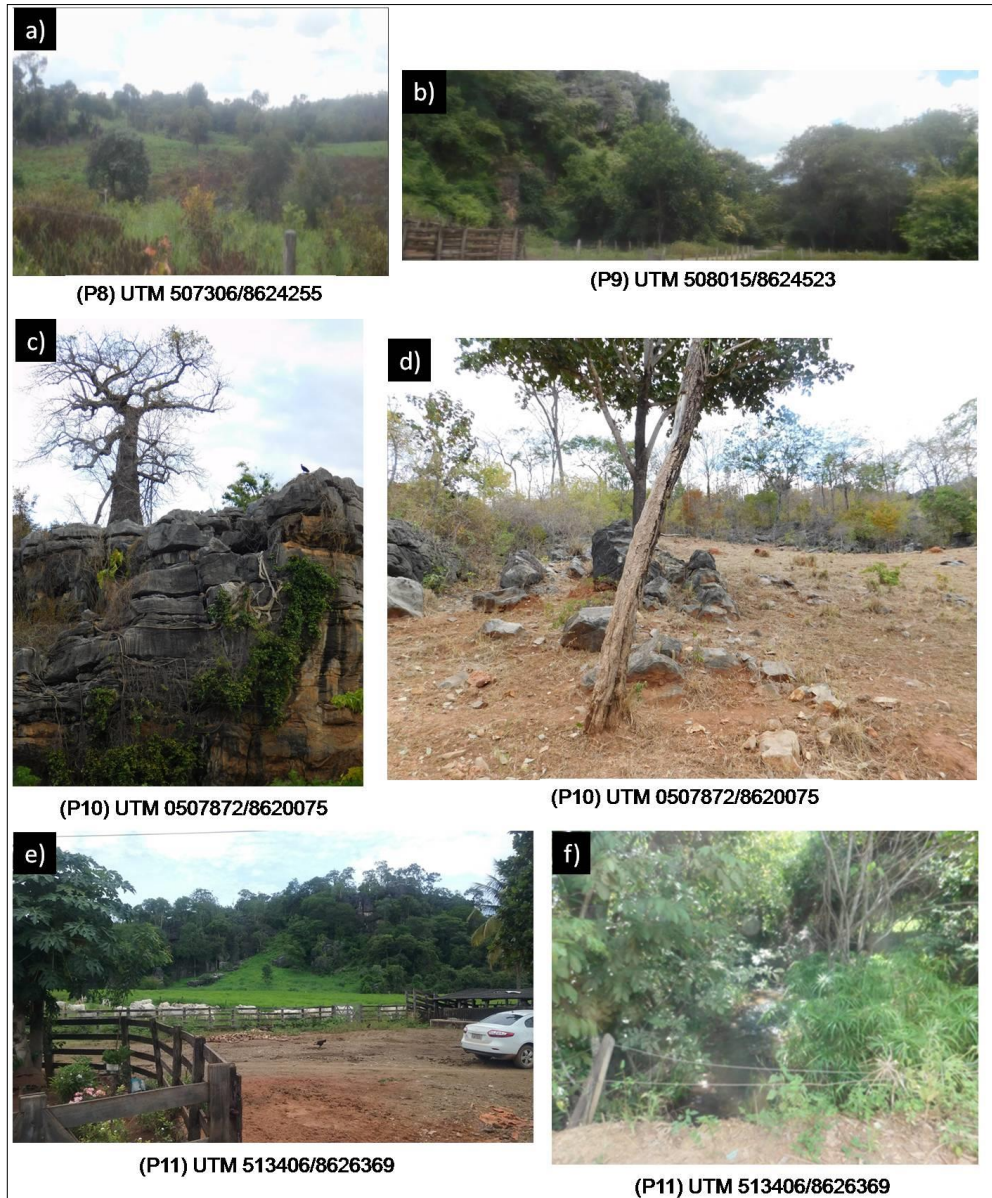 a)
(P8) UTM 507306/8624255
b)
(P9) UTM 508015/8624523
c)
(P10) UTM 0507872/8620075
d)
(P10) UTM 0507872/8620075
e)
(P11) UTM 513406/8626369
f)
(P11) UTM 513406/8626369